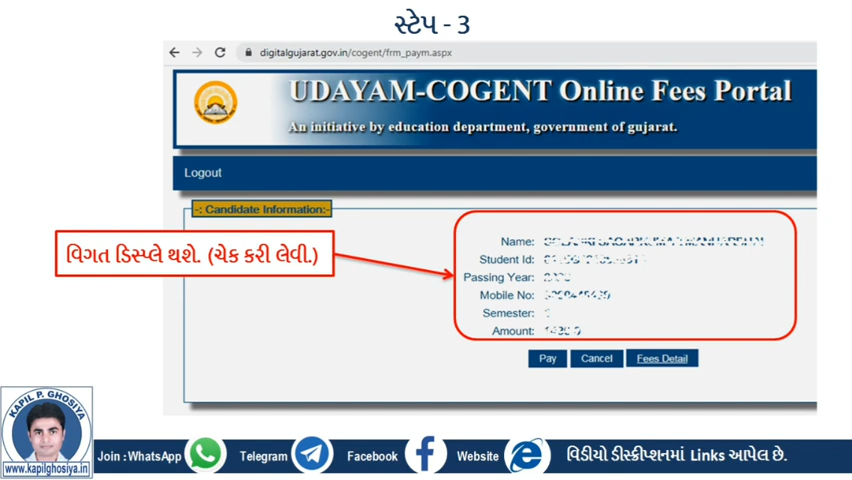 સ્ટેપ - 3
digitalgujarat.gov.in/cogent/frm_paym.aspx
UDAYAM-COGENT Online Fees Portal
An initiative by education department, government of gujarat.
Logout
-: Candidate Information:-
વિગત ડિસ્પ્લે થશે. (ચેક કરી લેવી.)
Name:
Student Id:
Passing Year:
Mobile No:
Semester:
Amount:
Pay Cancel Fees Detail
KAPIL P. GHOSIYA
www.kapilghosiya.in
Join : WhatsApp Telegram Facebook Website વિડીયો ડીસ્ક્રીપ્શનમાં Links આપેલ છે.